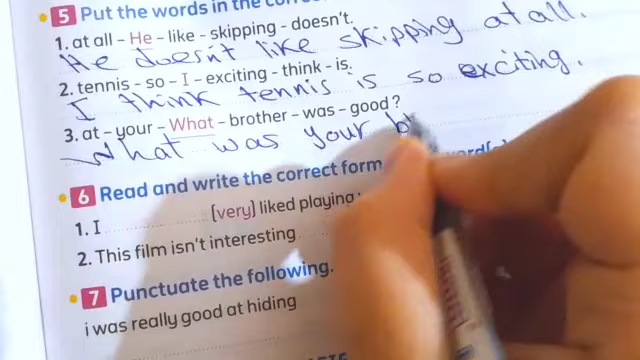 5 Put the words in the
1. at all – He – like – skipping – doesn't.
He doesn't like skipping at all.
2. tennis – so – I – exciting – think – is.
I think tennis is so exciting.
3. at – your – What – brother – was – good?
What was your b
6 Read and write the correct form
1. I [very] liked playing
2. This film isn't interesting
7 Punctuate the following.
i was really good at hiding